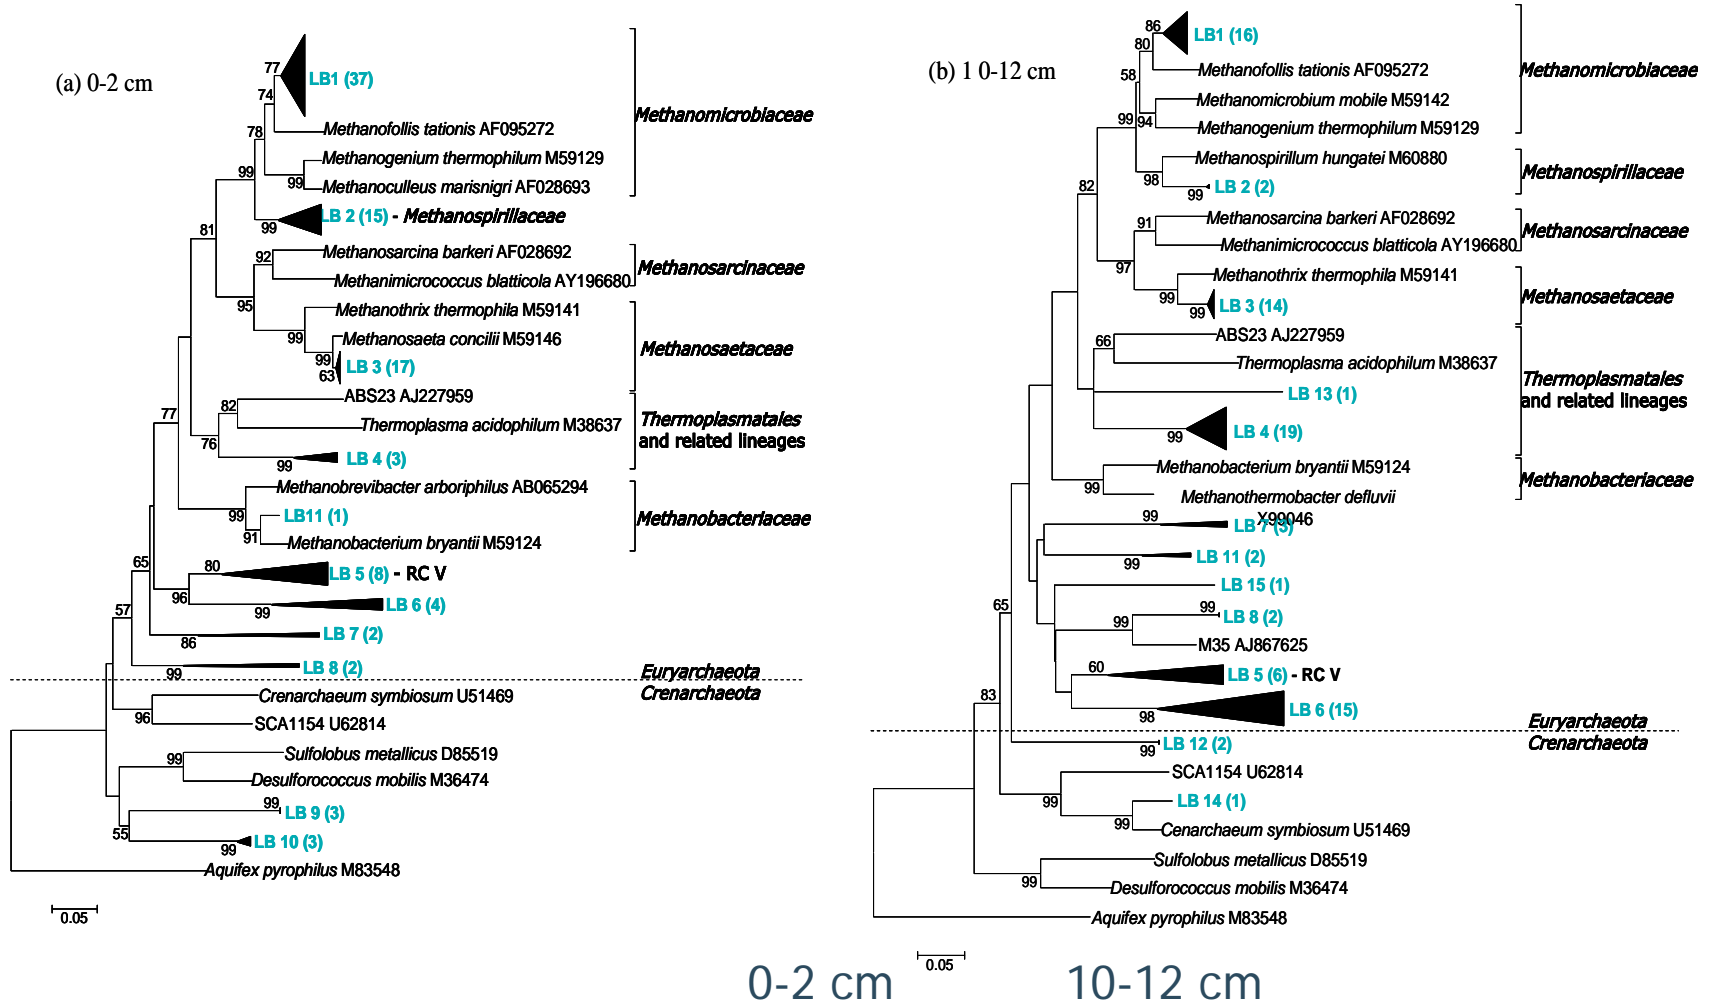 (a) 0-2 cm
77
LB1 (37)
74
Methanofollis tationis AF095272
78
Methanogenium thermophilum M59129
99
99
Methanoculleus marisnigri AF028693
Methanomicrobiaceae
LB 2 (15) - Methanospirillaceae
99
81
Methanosarcina barkeri AF028692
92
Methanimicrococcus blatticola AY196680
Methanosarcinaceae
95
Methanothrix thermophila M59141
99
Methanosaeta concilii M59146
99
63
LB 3 (17)
Methanosaetaceae
ABS23 AJ227959
82
77
Thermoplasma acidophilum M38637
76
LB 4 (3)
99
Thermoplasmatales
and related lineages
Methanobrevibacter arboriphilus AB065294
99
LB11 (1)
91
Methanobacterium bryantii M59124
Methanobacteriaceae
65
80
LB 5 (8) - RC V
96
LB 6 (4)
99
57
LB 7 (2)
86
LB 8 (2)
99
Euryarchaeota
Crenarchaeota
Crenarchaeum symbiosum U51469
96
SCA1154 U62814
99
Sulfolobus metallicus D85519
Desulforococcus mobilis M36474
99
LB 9 (3)
55
LB 10 (3)
99
Aquifex pyrophilus M83548
0.05
(b) 1 0-12 cm
86
LB1 (16)
80
Methanofollis tationis AF095272
58
Methanomicrobium mobile M59142
99
94
Methanogenium thermophilum M59129
Methanomicrobiaceae
Methanospirillum hungatei M60880
98
LB 2 (2)
99
Methanospirillaceae
82
Methanosarcina barkeri AF028692
91
Methanimicrococcus blatticola AY196680
Methanosarcinaceae
97
Methanothrix thermophila M59141
99
LB 3 (14)
99
Methanosaetaceae
ABS23 AJ227959
66
Thermoplasma acidophilum M38637
LB 13 (1)
LB 4 (19)
99
Thermoplasmatales
and related lineages
Methanobacterium bryantii M59124
99
Methanothermobacter defluvii
X99046
Methanobacteriaceae
99
LB 7 (3)
LB 11 (2)
99
LB 15 (1)
65
99
LB 8 (2)
99
M35 AJ867625
60
LB 5 (6) - RC V
LB 6 (15)
98
83
Euryarchaeota
Crenarchaeota
LB 12 (2)
99
SCA1154 U62814
99
LB 14 (1)
99
Cenarchaeum symbiosum U51469
Sulfolobus metallicus D85519
99
Desulforococcus mobilis M36474
Aquifex pyrophilus M83548
0.05
0-2 cm
10-12 cm